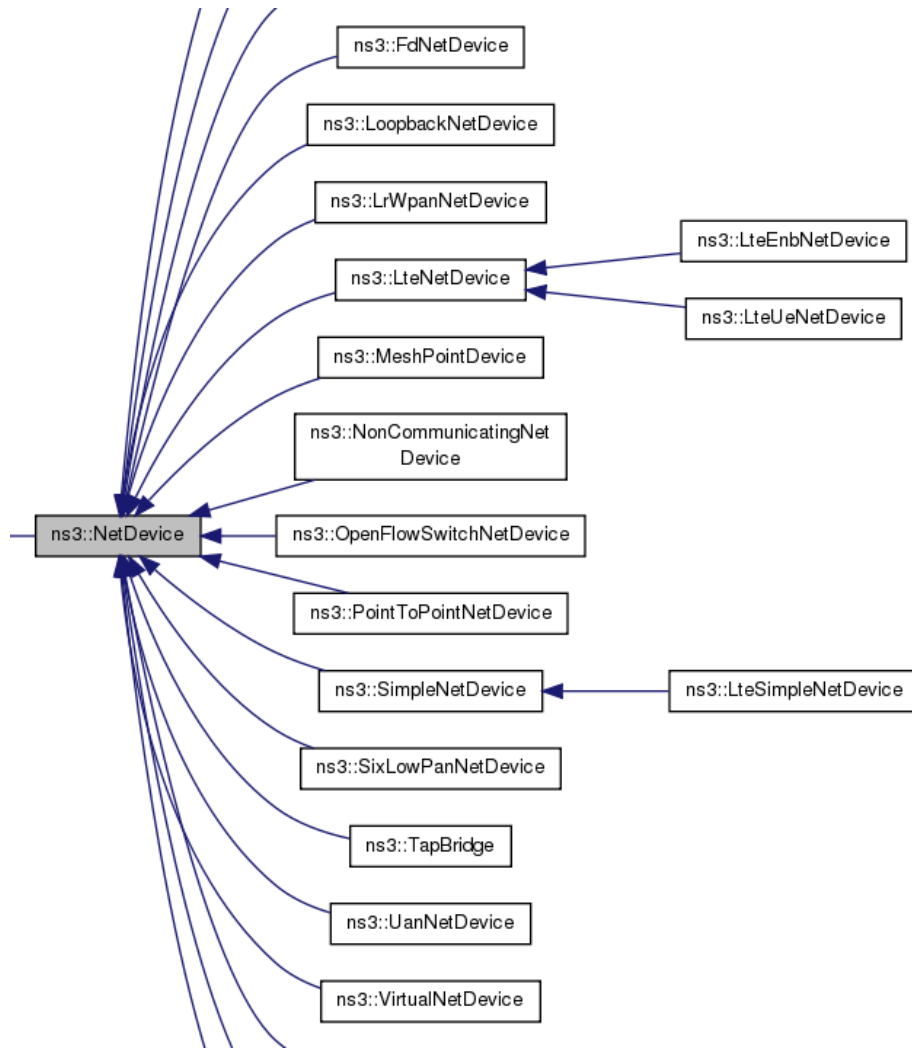 ns3::FdNetDevice
ns3::LoopbackNetDevice
ns3::LrWpanNetDevice
ns3::LteEnbNetDevice
ns3::LteNetDevice
ns3::LteUeNetDevice
ns3::MeshPointDevice
ns3::NonCommunicatingNet
Device
ns3::NetDevice
ns3::OpenFlowSwitchNetDevice
ns3::PointToPointNetDevice
ns3::SimpleNetDevice
ns3::LteSimpleNetDevice
ns3::SixLowPanNetDevice
ns3::TapBridge
ns3::UanNetDevice
ns3::VirtualNetDevice